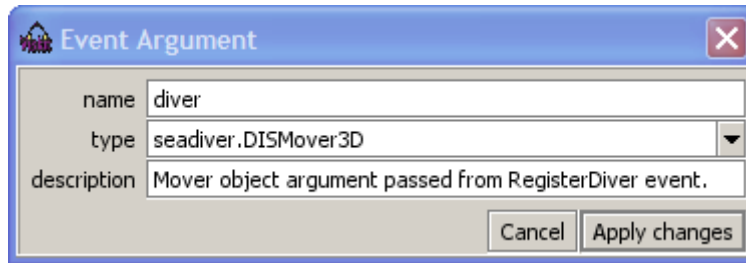 Event Argument
name diver
type seadiver.DISMover3D
description Mover object argument passed from RegisterDiver event.
Cancel Apply changes